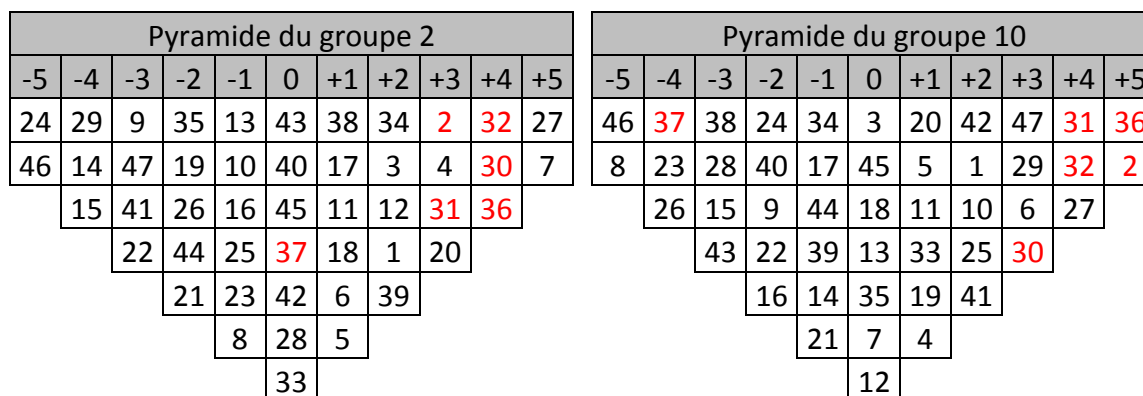 Pyramide du groupe 2
-5 -4 -3 -2 -1 0 +1 +2 +3 +4 +5
24 29 9 35 13 43 38 34 2 32 27
46 14 47 19 10 40 17 3 4 30 7
15 41 26 16 45 11 12 31 36
22 44 25 37 18 1 20
21 23 42 6 39
8 28 5
33
Pyramide du groupe 10
-5 -4 -3 -2 -1 0 +1 +2 +3 +4 +5
46 37 38 24 34 3 20 42 47 31 36
8 23 28 40 17 45 5 1 29 32 2
26 15 9 44 18 11 10 6 27
43 22 39 13 33 25 30
16 14 35 19 41
21 7 4
12